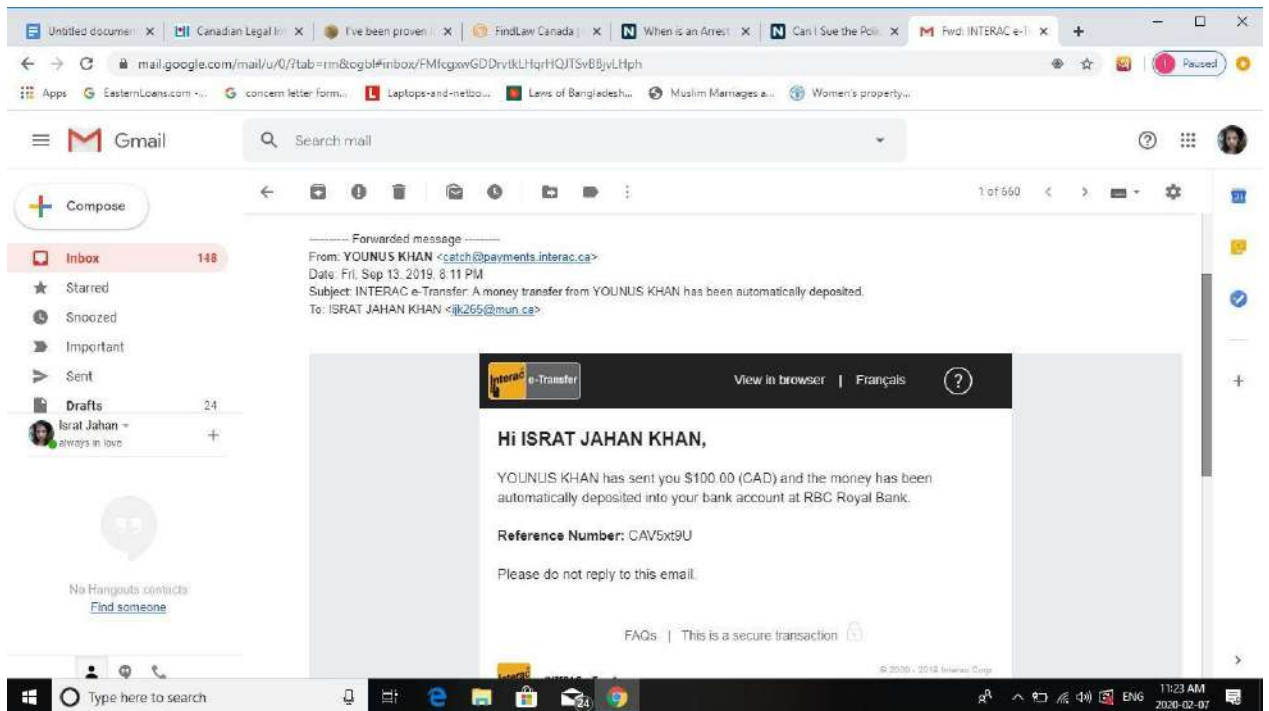 Untitled documen
Canadian Legal In
I've been proven
FindLaw Canada |
When is an Arrest
Can I Sue the Poli
Fwd: INTERAC e-T
mail.google.com/mail/u/0/?tab=rm&ogbl#inbox/FMfcgxwGDDrvtkLHqrHQJTSvBBjvLHph
Paused
Apps
EasternLoans.com -...
concern letter form...
Laptops-and-netbo...
Laws of Bangladesh...
Muslim Marriages a...
Women's property...
Gmail
Search mail
Compose
1 of 660
Inbox 148
Starred
Snoozed
Important
Sent
Drafts 24
Israt Jahan
always in love
No Hangouts contacts
Find someone
---------- Forwarded message ---------
From: YOUNUS KHAN <catch@payments.interac.ca>
Date: Fri, Sep 13, 2019, 8:11 PM
Subject: INTERAC e-Transfer: A money transfer from YOUNUS KHAN has been automatically deposited.
To: ISRAT JAHAN KHAN <ijk265@mun.ca>
Interac e-Transfer
View in browser | Français
Hi ISRAT JAHAN KHAN,
YOUNUS KHAN has sent you $100.00 (CAD) and the money has been
automatically deposited into your bank account at RBC Royal Bank.
Reference Number: CAV5xt9U
Please do not reply to this email.
FAQs | This is a secure transaction
Type here to search
24
ENG
11:23 AM
2020-02-07